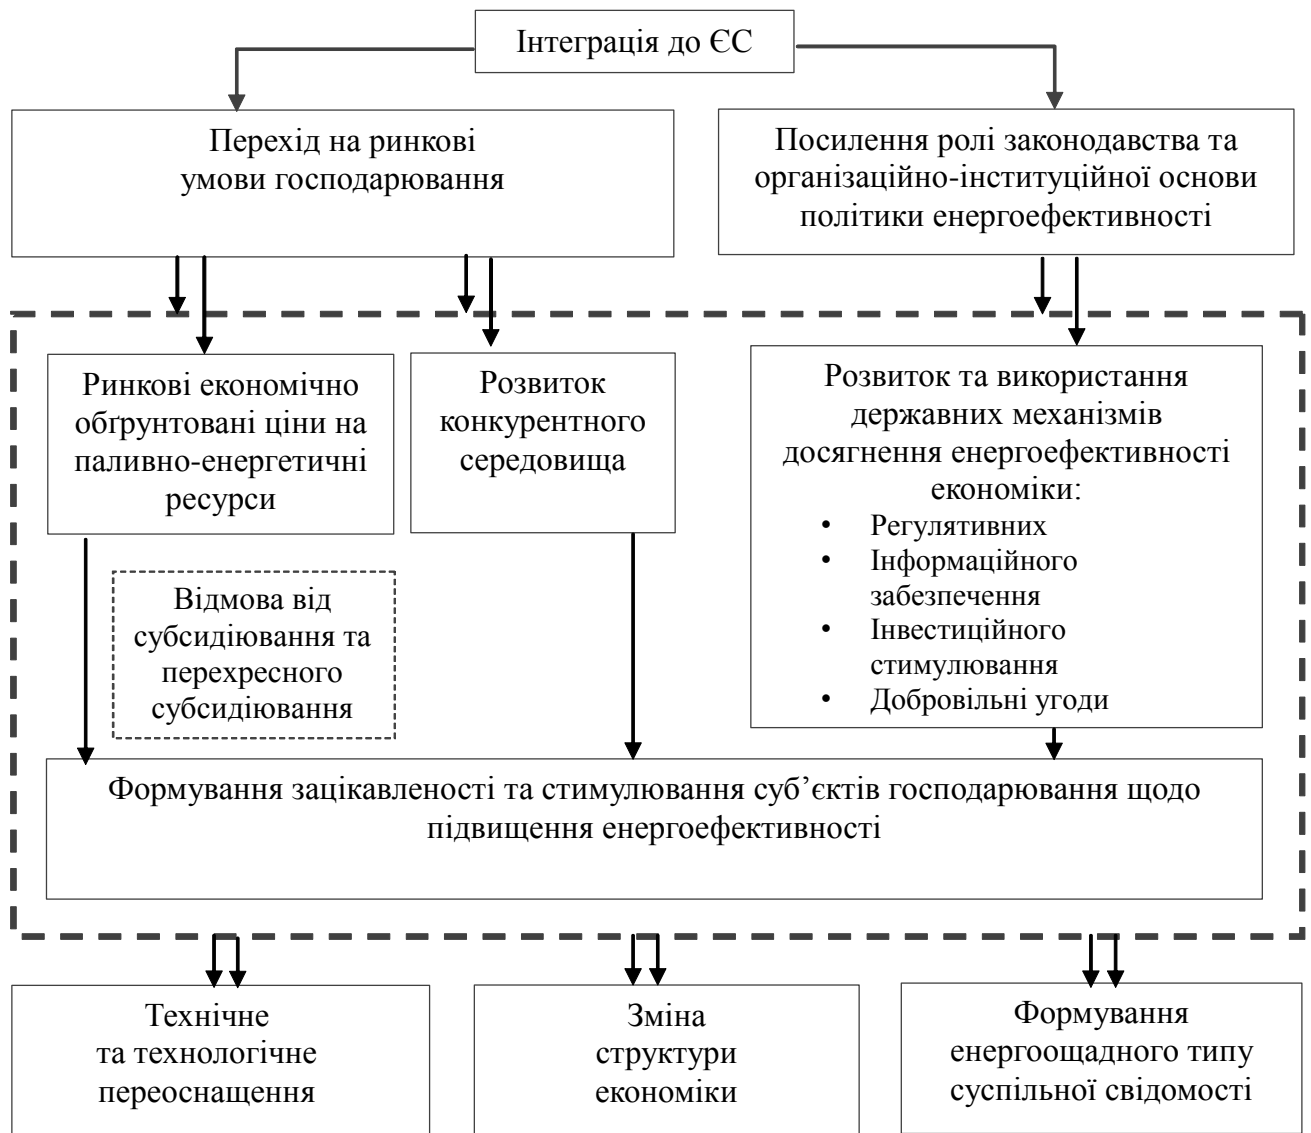 Інтеграція до ЄС
Перехід на ринкові
умови господарювання
Посилення ролі законодавства та
організаційно-інституційної основи
політики енергоефективності
Ринкові економічно
обґрунтовані ціни на
паливно-енергетичні
ресурси
Розвиток
конкурентного
середовища
Розвиток та використання
державних механізмів
досягнення енергоефективності
економіки:
• Регулятивних
• Інформаційного
забезпечення
• Інвестиційного
стимулювання
• Добровільні угоди
Відмова від
субсидіювання та
перехресного
субсидіювання
Формування зацікавленості та стимулювання суб’єктів господарювання щодо
підвищення енергоефективності
Технічне
та технологічне
переоснащення
Зміна
структури
економіки
Формування
енергоощадного типу
суспільної свідомості